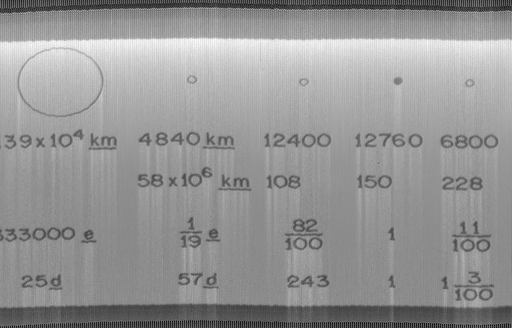 39x10⁴ km 4840 km 12400 12760 6800
58x10⁶ km 108 150 228
333000 e 1/19 e 82/100 1 11/100
25d 57d 243 1 1 3/100